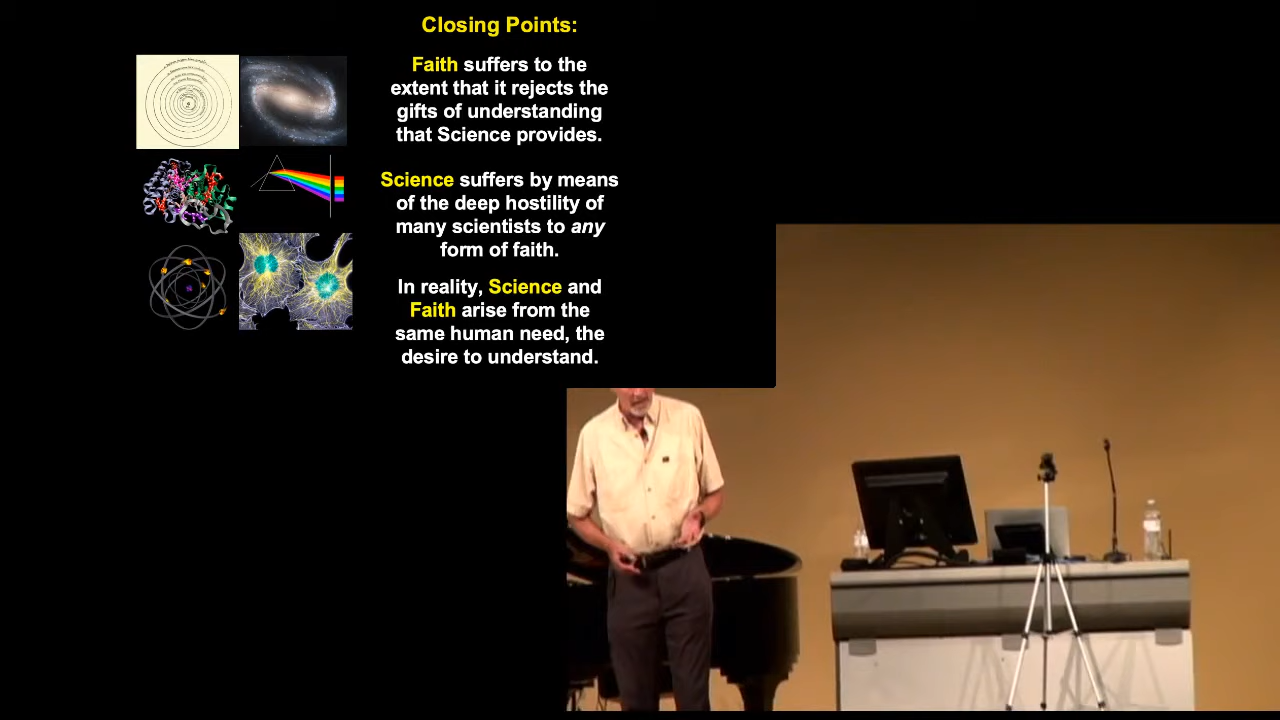 Closing Points:
Faith suffers to the
extent that it rejects the
gifts of understanding
that Science provides.
Science suffers by means
of the deep hostility of
many scientists to any
form of faith.
In reality, Science and
Faith arise from the
same human need, the
desire to understand.